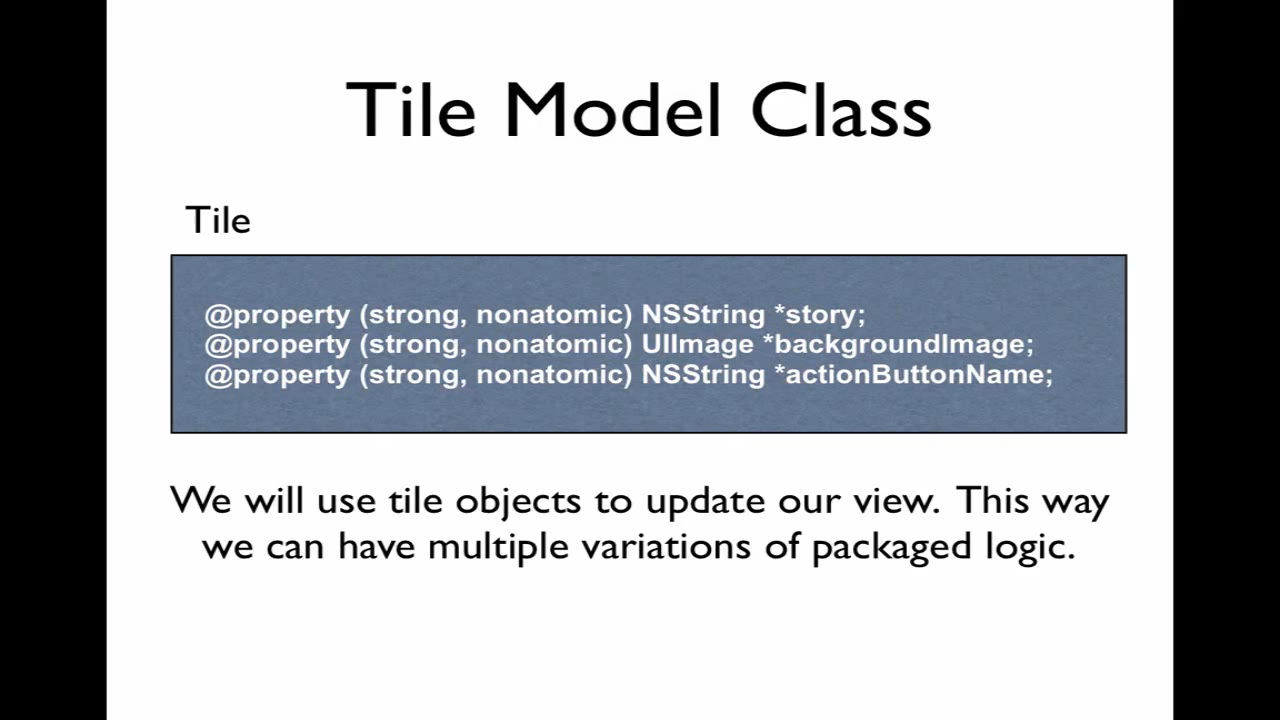 Tile Model Class
Tile
@property (strong, nonatomic) NSString *story;
@property (strong, nonatomic) UIImage *backgroundImage;
@property (strong, nonatomic) NSString *actionButtonName;
We will use tile objects to update our view. This way
we can have multiple variations of packaged logic.